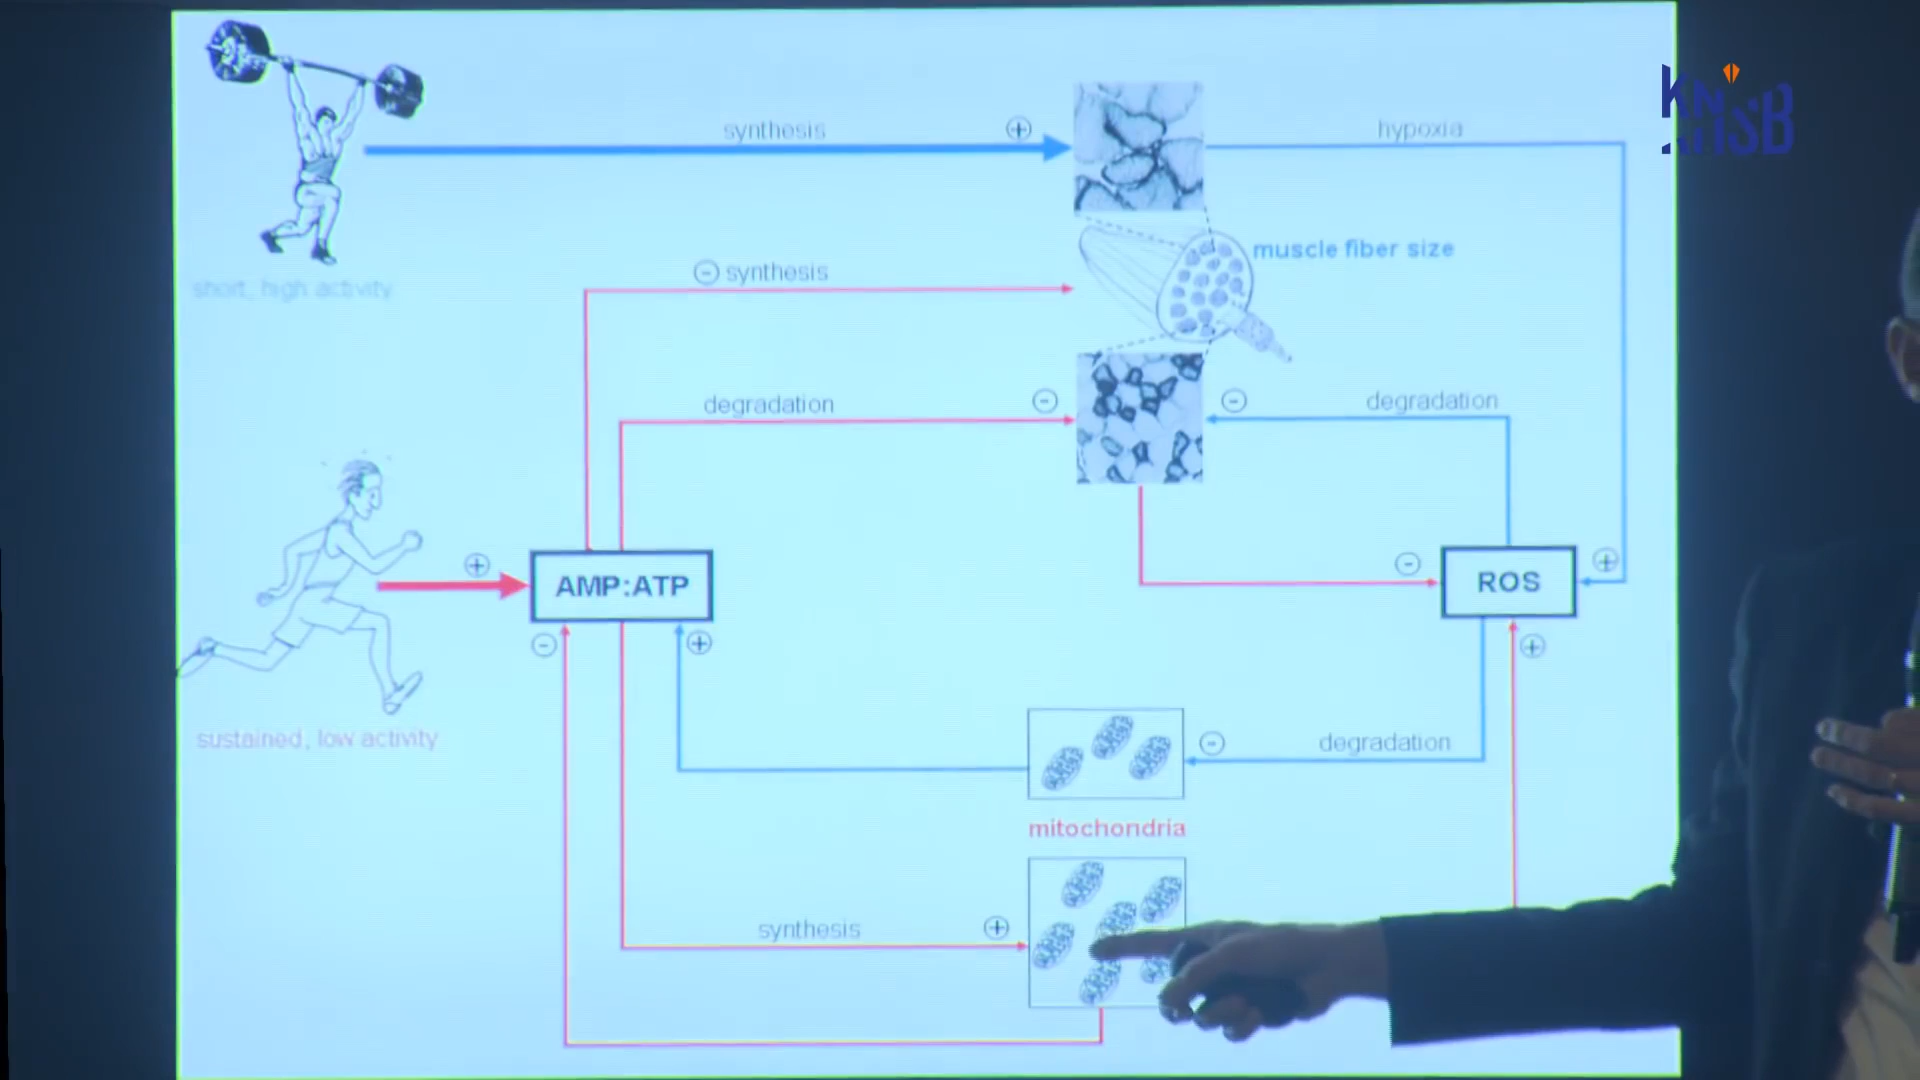 synthesis
hypoxia
KNSB
muscle fiber size
synthesis
short, high activity
degradation
degradation
AMP:ATP
ROS
sustained, low activity
degradation
mitochondria
synthesis